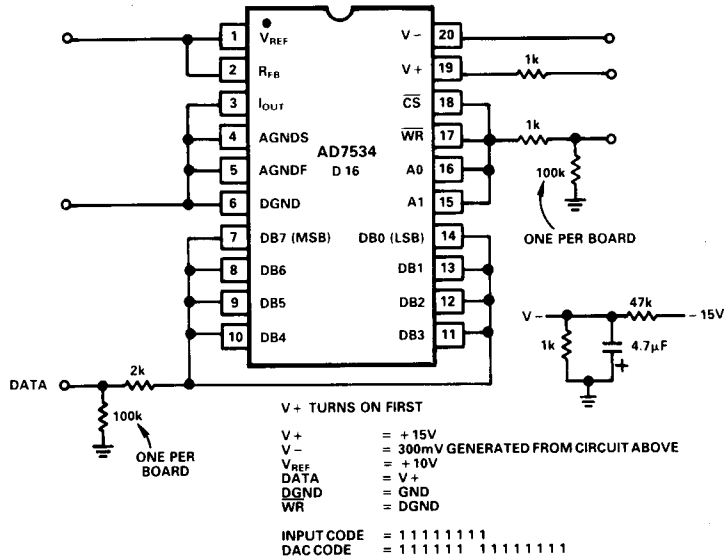 1 VREF
2 RFB
3 IOUT
4 AGNDS
5 AGNDF
6 DGND
7 DB7 (MSB)
8 DB6
9 DB5
10 DB4
AD7534
D 16
V- 20
V+ 19
CS 18
WR 17
A0 16
A1 15
DB0 (LSB) 14
DB1 13
DB2 12
DB3 11
1k
1k
100k
ONE PER BOARD
V-
47k
-15V
1k
4.7μF
+
DATA
2k
100k
ONE PER
BOARD
V+ TURNS ON FIRST
V+ = +15V
V- = 300mV GENERATED FROM CIRCUIT ABOVE
VREF = +10V
DATA = V+
DGND = GND
WR = DGND
INPUT CODE = 1 1 1 1 1 1 1 1
DAC CODE = 1 1 1 1 1 1 1 1 1 1 1 1 1 1